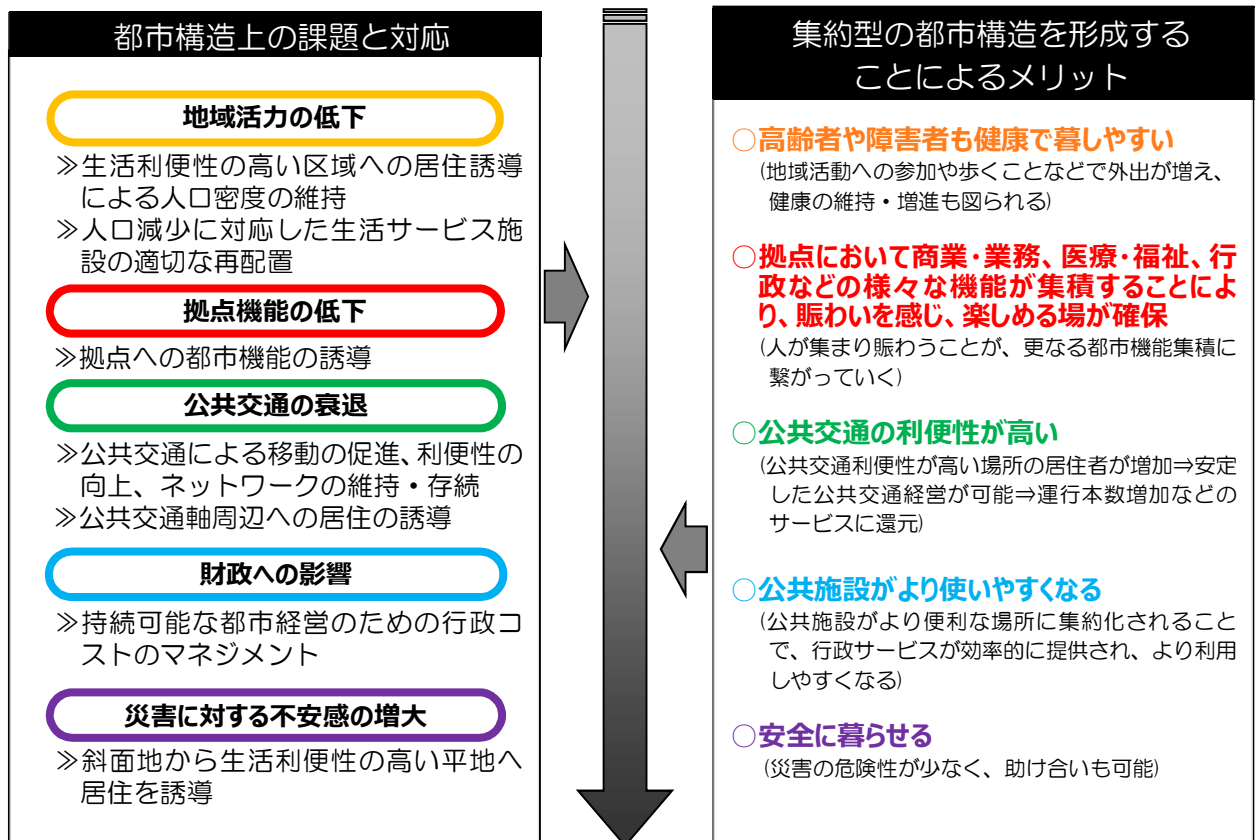 都市構造上の課題と対応
地域活力の低下
≫生活利便性の高い区域への居住誘導
による人口密度の維持
≫人口減少に対応した生活サービス施
設の適切な再配置
拠点機能の低下
≫拠点への都市機能の誘導
公共交通の衰退
≫公共交通による移動の促進、利便性の
向上、ネットワークの維持・存続
≫公共交通軸周辺への居住の誘導
財政への影響
≫持続可能な都市経営のための行政コ
ストのマネジメント
災害に対する不安感の増大
≫斜面地から生活利便性の高い平地へ
居住を誘導
集約型の都市構造を形成する
ことによるメリット
○高齢者や障害者も健康で暮しやすい
(地域活動への参加や歩くことなどで外出が増え、
健康の維持・増進も図られる)
○拠点において商業・業務、医療・福祉、行
政などの様々な機能が集積することによ
り、賑わいを感じ、楽しめる場が確保
(人が集まり賑わうことが、更なる都市機能集積に
繋がっていく)
○公共交通の利便性が高い
(公共交通利便性が高い場所の居住者が増加⇒安定
した公共交通経営が可能⇒運行本数増加などの
サービスに還元)
○公共施設がより使いやすくなる
(公共施設がより便利な場所に集約化されること
で、行政サービスが効率的に提供され、より利用
しやすくなる)
○安全に暮らせる
(災害の危険性が少なく、助け合いも可能)